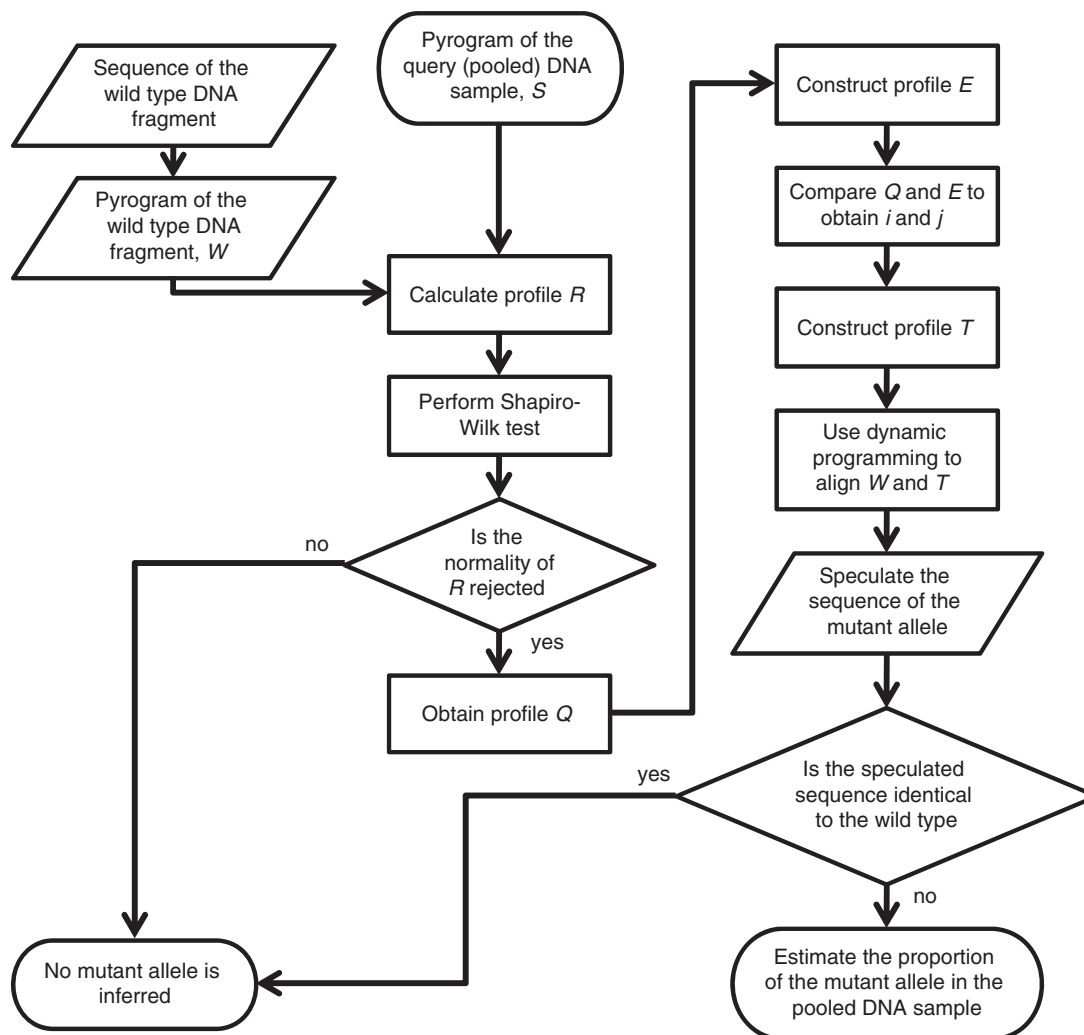 Sequence of the
wild type DNA
fragment
Pyrogram of the
wild type DNA
fragment, W
Pyrogram of the
query (pooled) DNA
sample, S
Calculate profile R
Perform Shapiro-
Wilk test
Is the
normality of
R rejected
no
yes
Obtain profile Q
Construct profile E
Compare Q and E to
obtain i and j
Construct profile T
Use dynamic
programming to
align W and T
Speculate the
sequence of the
mutant allele
Is the speculated
sequence identical
to the wild type
yes
no
No mutant allele is
inferred
Estimate the proportion
of the mutant allele in the
pooled DNA sample